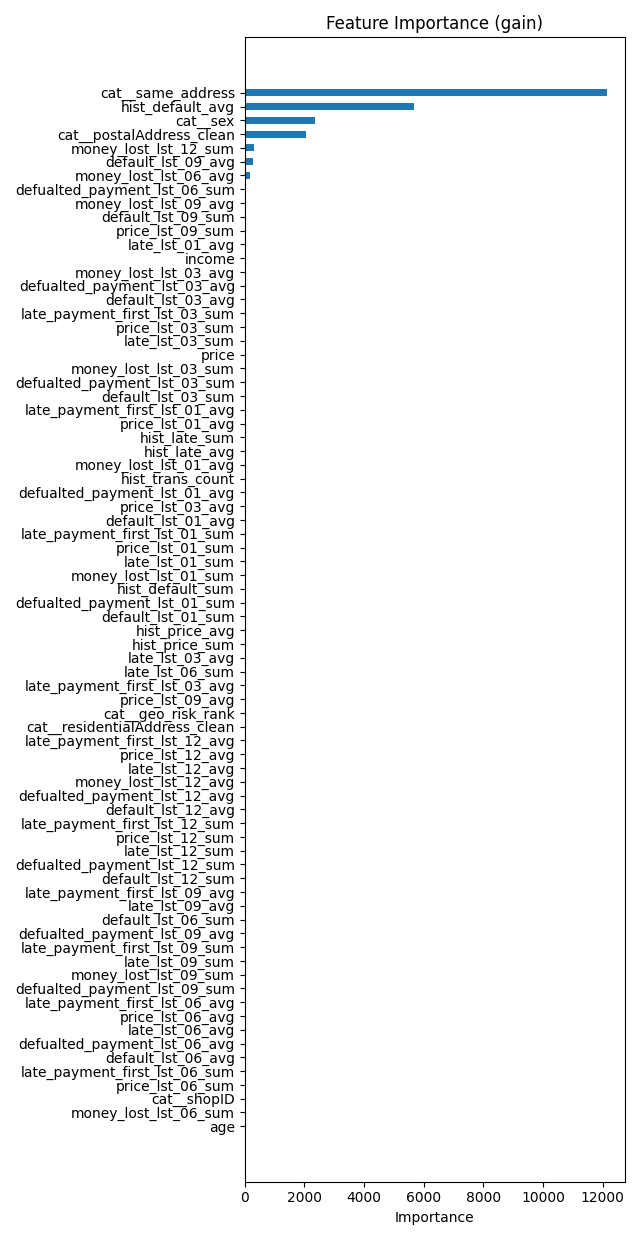 Feature Importance (gain)
cat__same_address
hist_default_avg
cat__sex
cat__postalAddress_clean
money_lost_lst_12_sum
default_lst_09_avg
money_lost_lst_06_avg
defualted_payment_lst_06_sum
money_lost_lst_09_avg
default_lst_09_sum
price_lst_09_sum
late_lst_01_avg
income
money_lost_lst_03_avg
defualted_payment_lst_03_avg
default_lst_03_avg
late_payment_first_lst_03_sum
price_lst_03_sum
late_lst_03_sum
price
money_lost_lst_03_sum
defualted_payment_lst_03_sum
default_lst_03_sum
late_payment_first_lst_01_avg
price_lst_01_avg
hist_late_sum
hist_late_avg
money_lost_lst_01_avg
hist_trans_count
defualted_payment_lst_01_avg
price_lst_03_avg
default_lst_01_avg
late_payment_first_lst_01_sum
price_lst_01_sum
late_lst_01_sum
money_lost_lst_01_sum
hist_default_sum
defualted_payment_lst_01_sum
default_lst_01_sum
hist_price_avg
hist_price_sum
late_lst_03_avg
late_lst_06_sum
late_payment_first_lst_03_avg
price_lst_09_avg
cat__geo_risk_rank
cat__residentialAddress_clean
late_payment_first_lst_12_avg
price_lst_12_avg
late_lst_12_avg
money_lost_lst_12_avg
defualted_payment_lst_12_avg
default_lst_12_avg
late_payment_first_lst_12_sum
price_lst_12_sum
late_lst_12_sum
defualted_payment_lst_12_sum
default_lst_12_sum
late_payment_first_lst_09_avg
late_lst_09_avg
default_lst_06_sum
defualted_payment_lst_09_avg
late_payment_first_lst_09_sum
late_lst_09_sum
money_lost_lst_09_sum
defualted_payment_lst_09_sum
late_payment_first_lst_06_avg
price_lst_06_avg
late_lst_06_avg
defualted_payment_lst_06_avg
default_lst_06_avg
late_payment_first_lst_06_sum
price_lst_06_sum
cat__shopID
money_lost_lst_06_sum
age
0 2000 4000 6000 8000 10000 12000
Importance